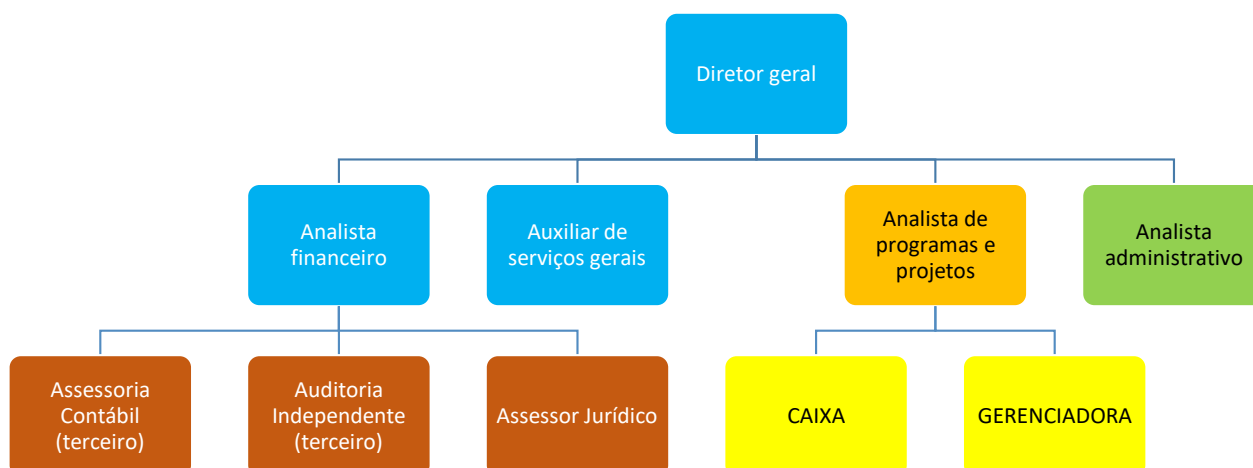 Diretor geral
Analista
financeiro
Auxiliar de
serviços gerais
Analista de
programas e
projetos
Analista
administrativo
Assessoria
Contábil
(terceiro)
Auditoria
Independente
(terceiro)
Assessor Jurídico
CAIXA
GERENCIADORA